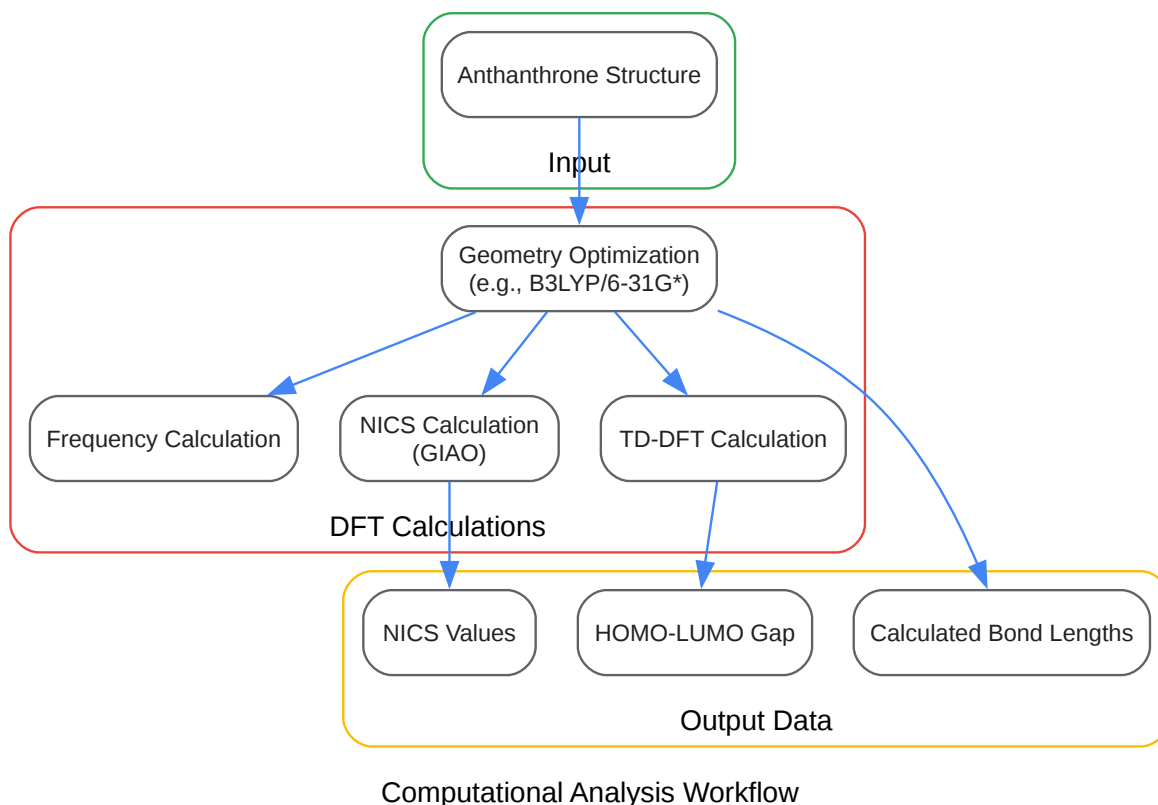 Anthanthrone Structure
Input
Geometry Optimization
(e.g., B3LYP/6-31G*)
Frequency Calculation
NICS Calculation
(GIAO)
TD-DFT Calculation
DFT Calculations
NICS Values
HOMO-LUMO Gap
Calculated Bond Lengths
Output Data
Computational Analysis Workflow